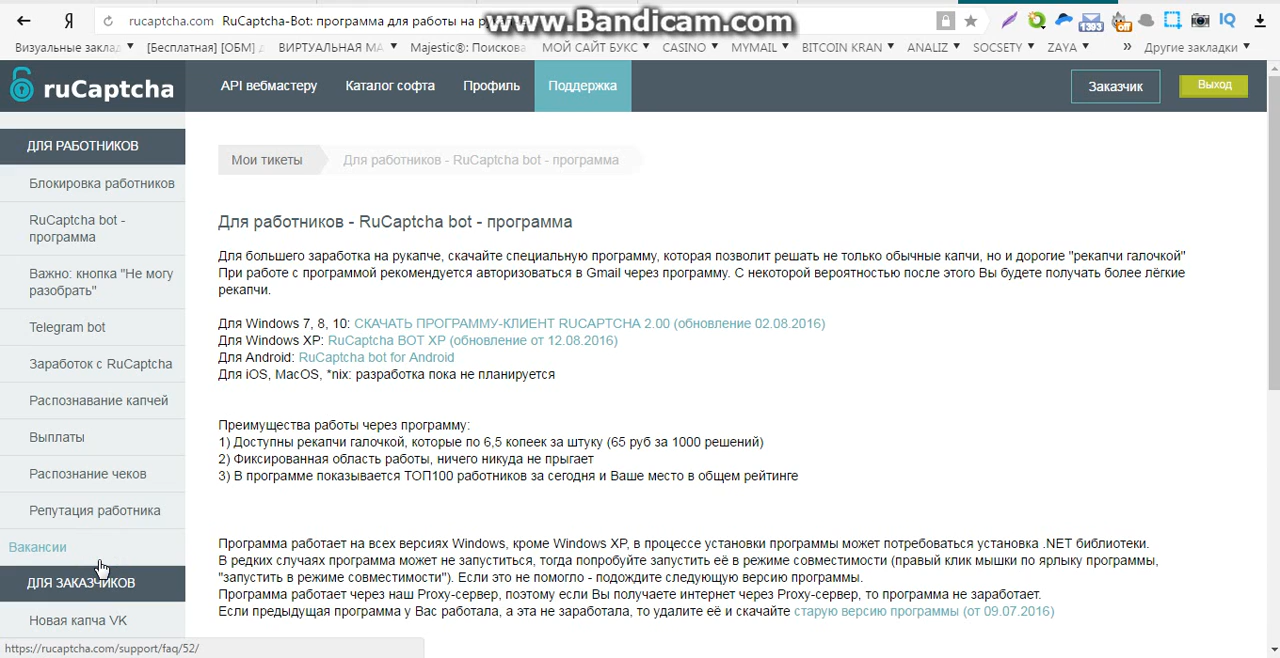 Я
rucaptcha.com RuCaptcha-Bot: программа для работы на
www.Bandicam.com
1393
off
IQ
Визуальные заклад
[Бесплатная] [ОБМ]
ВИРТУАЛЬНАЯ МА
Majestic®: Поискова
МОЙ САЙТ БУКС
CASINO
MYMAIL
BITCOIN KRAN
ANALIZ
SOCSETY
ZAYA
»
Другие закладки
ruCaptcha
API вебмастеру
Каталог софта
Профиль
Поддержка
Заказчик
Выход
ДЛЯ РАБОТНИКОВ
Блокировка работников
RuCaptcha bot -
программа
Важно: кнопка "Не могу
разобрать"
Telegram bot
Заработок с RuCaptcha
Распознавание капчей
Выплаты
Распознание чеков
Репутация работника
Вакансии
ДЛЯ ЗАКАЗЧИКОВ
Новая капча VK
Мои тикеты
Для работников - RuCaptcha bot - программа
Для работников - RuCaptcha bot - программа
Для большего заработка на рукапче, скачайте специальную программу, которая позволит решать не только обычные капчи, но и дорогие "рекапчи галочкой"
При работе с программой рекомендуется авторизоваться в Gmail через программу. С некоторой вероятностью после этого Вы будете получать более лёгкие
рекапчи.
Для Windows 7, 8, 10: СКАЧАТЬ ПРОГРАММУ-КЛИЕНТ RUCAPTCHA 2.00 (обновление 02.08.2016)
Для Windows XP: RuCaptcha BOT XP (обновление от 12.08.2016)
Для Android: RuCaptcha bot for Android
Для iOS, MacOS, *nix: разработка пока не планируется
Преимущества работы через программу:
1) Доступны рекапчи галочкой, которые по 6,5 копеек за штуку (65 руб за 1000 решений)
2) Фиксированная область работы, ничего никуда не прыгает
3) В программе показывается ТОП100 работников за сегодня и Ваше место в общем рейтинге
Программа работает на всех версиях Windows, кроме Windows XP, в процессе установки программы может потребоваться установка .NET библиотеки.
В редких случаях программа может не запуститься, тогда попробуйте запустить её в режиме совместимости (правый клик мышки по ярлыку программы,
"запустить в режиме совместимости"). Если это не помогло - подождите следующую версию программы.
Программа работает через наш Proxy-сервер, поэтому если Вы получаете интернет через Proxy-сервер, то программа не заработает.
Если предыдущая программа у Вас работала, а эта не заработала, то удалите её и скачайте старую версию программы (от 09.07.2016)
https://rucaptcha.com/support/faq/52/